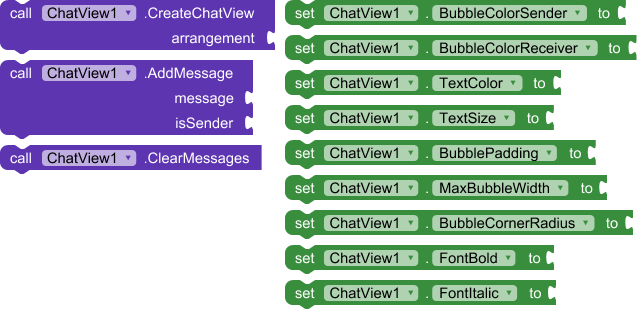 call ChatView1 .CreateChatView
arrangement
call ChatView1 .AddMessage
message
isSender
call ChatView1 .ClearMessages
set ChatView1 . BubbleColorSender to
set ChatView1 . BubbleColorReceiver to
set ChatView1 . TextColor to
set ChatView1 . TextSize to
set ChatView1 . BubblePadding to
set ChatView1 . MaxBubbleWidth to
set ChatView1 . BubbleCornerRadius to
set ChatView1 . FontBold to
set ChatView1 . FontItalic to